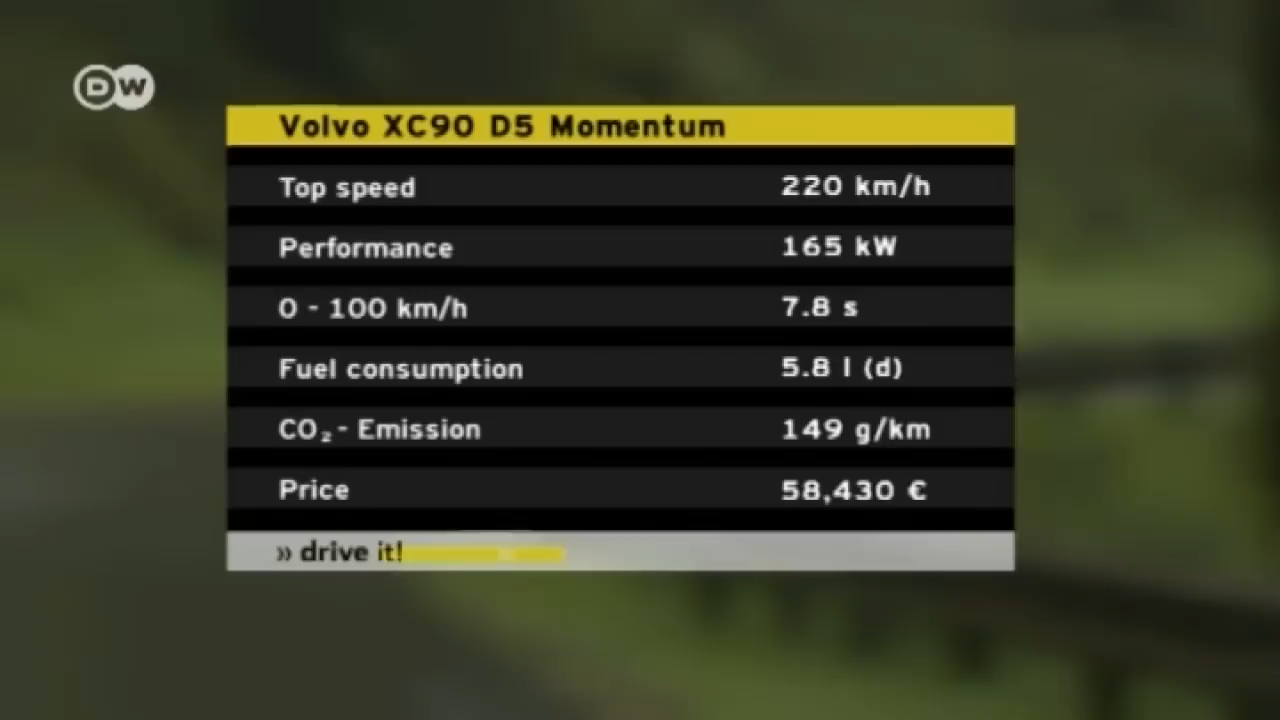 DW
Volvo XC90 D5 Momentum
Top speed 220 km/h
Performance 165 kW
0 - 100 km/h 7.8 s
Fuel consumption 5.8 l (d)
CO₂- Emission 149 g/km
Price 58,430 €
» drive it!